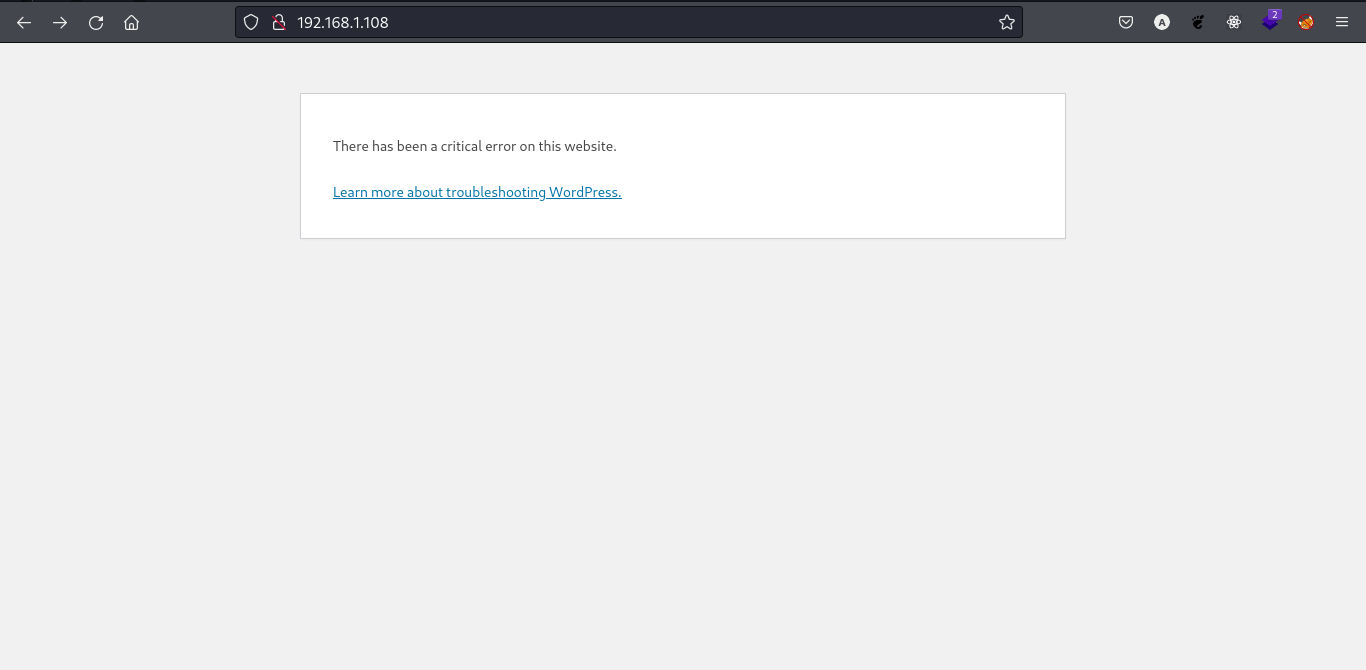 192.168.1.108
A
2
There has been a critical error on this website.
Learn more about troubleshooting WordPress.